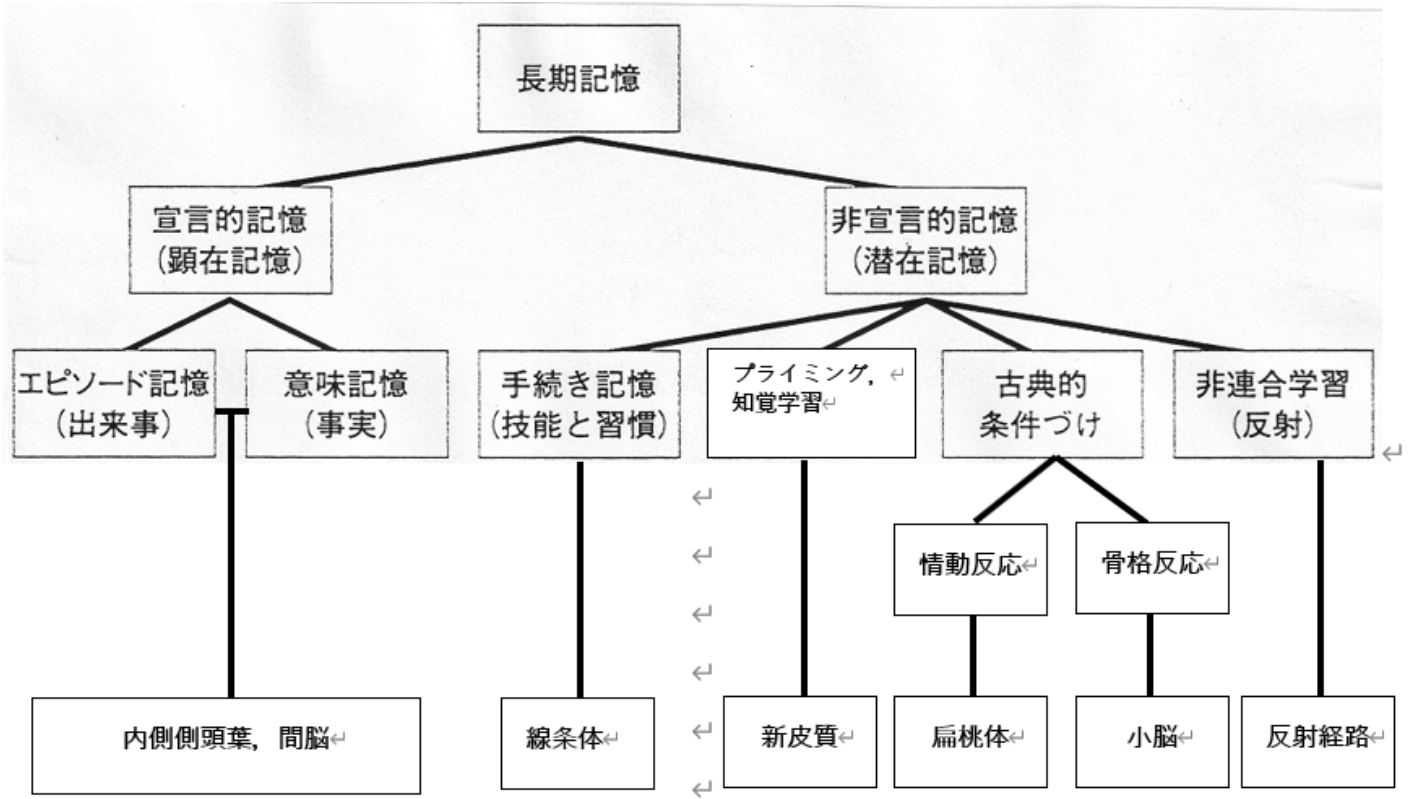 長期記憶
宣言的記憶
(顕在記憶)
非宣言的記憶
(潜在記憶)
エピソード記憶
(出来事)
意味記憶
(事実)
手続き記憶
(技能と習慣)
プライミング,
知覚学習
古典的
条件づけ
非連合学習
(反射)
情動反応
骨格反応
内側側頭葉, 間脳
線条体
新皮質
扁桃体
小脳
反射経路